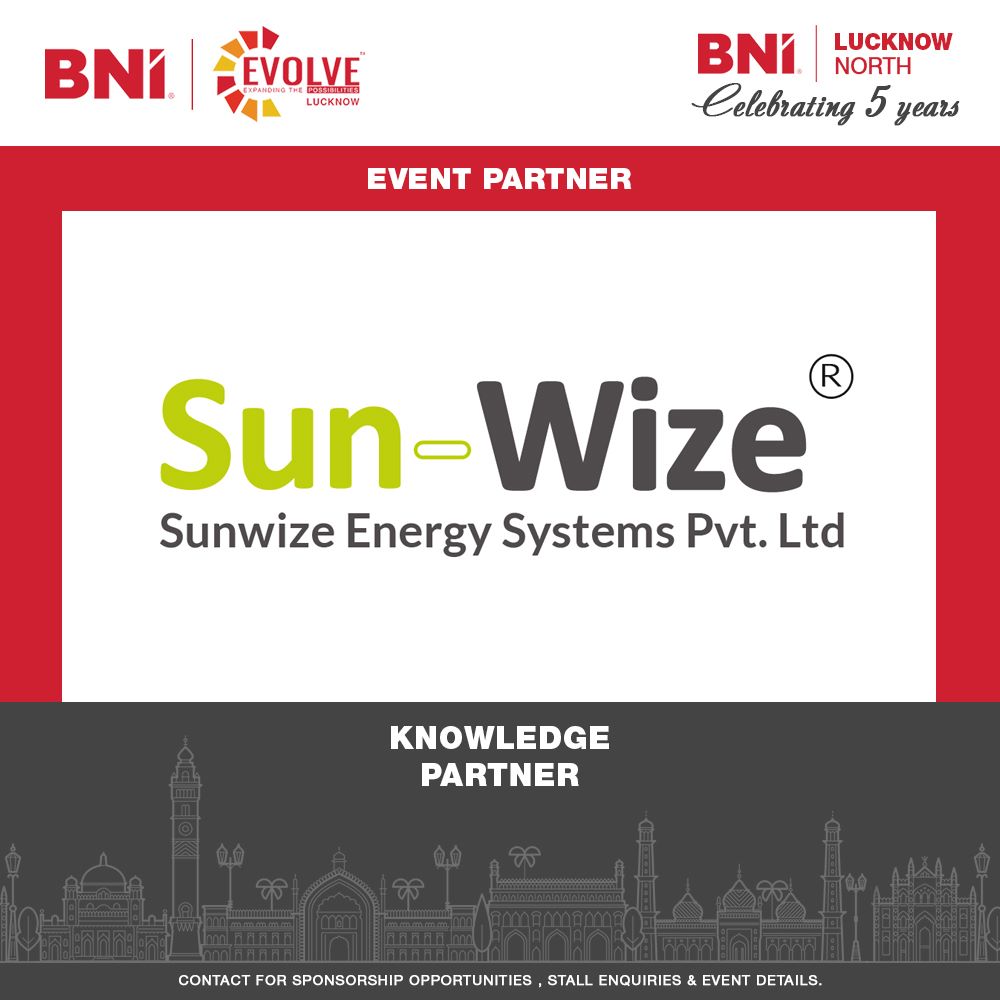 BNI® | EVOLVE™
EXPANDING THE POSSIBILITIES
LUCKNOW
BNI® | LUCKNOW
NORTH
Celebrating 5 years
EVENT PARTNER
Sun-Wize®
Sunwize Energy Systems Pvt. Ltd
KNOWLEDGE
PARTNER
CONTACT FOR SPONSORSHIP OPPORTUNITIES , STALL ENQUIRIES & EVENT DETAILS.